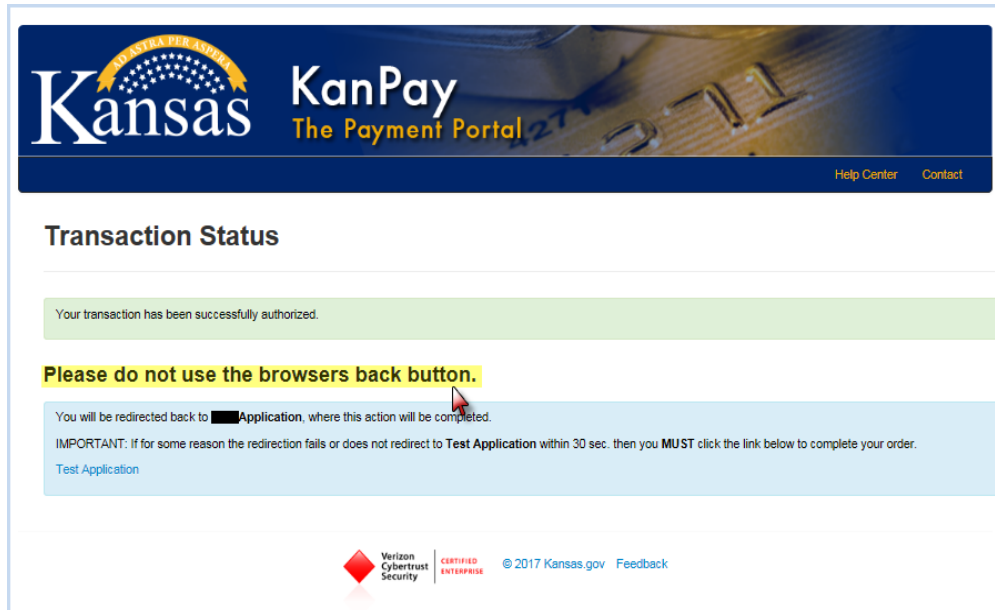 AD ASTRA PER ASPERA
Kansas
KanPay
The Payment Portal
4271
271
Help Center Contact
Transaction Status
Your transaction has been successfully authorized.
Please do not use the browsers back button.
You will be redirected back to Application, where this action will be completed.
IMPORTANT: If for some reason the redirection fails or does not redirect to Test Application within 30 sec. then you MUST click the link below to complete your order.
Test Application
Verizon
Cybertrust
Security
CERTIFIED
ENTERPRISE
© 2017 Kansas.gov Feedback